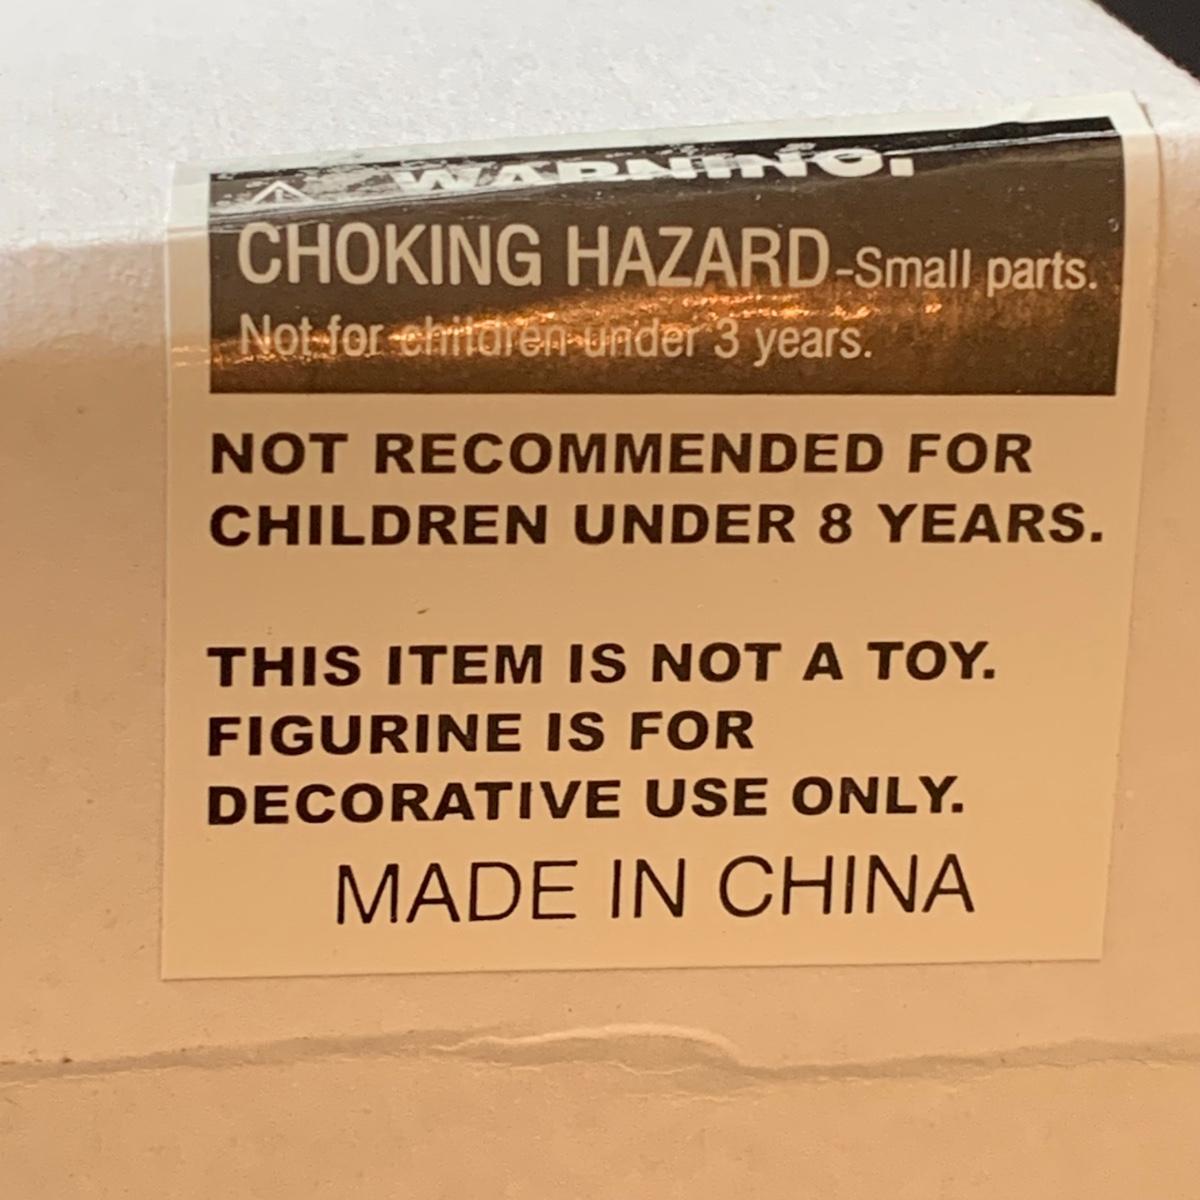 WARNING:
CHOKING HAZARD-Small parts.
Not for children under 3 years.
NOT RECOMMENDED FOR
CHILDREN UNDER 8 YEARS.
THIS ITEM IS NOT A TOY.
FIGURINE IS FOR
DECORATIVE USE ONLY.
MADE IN CHINA